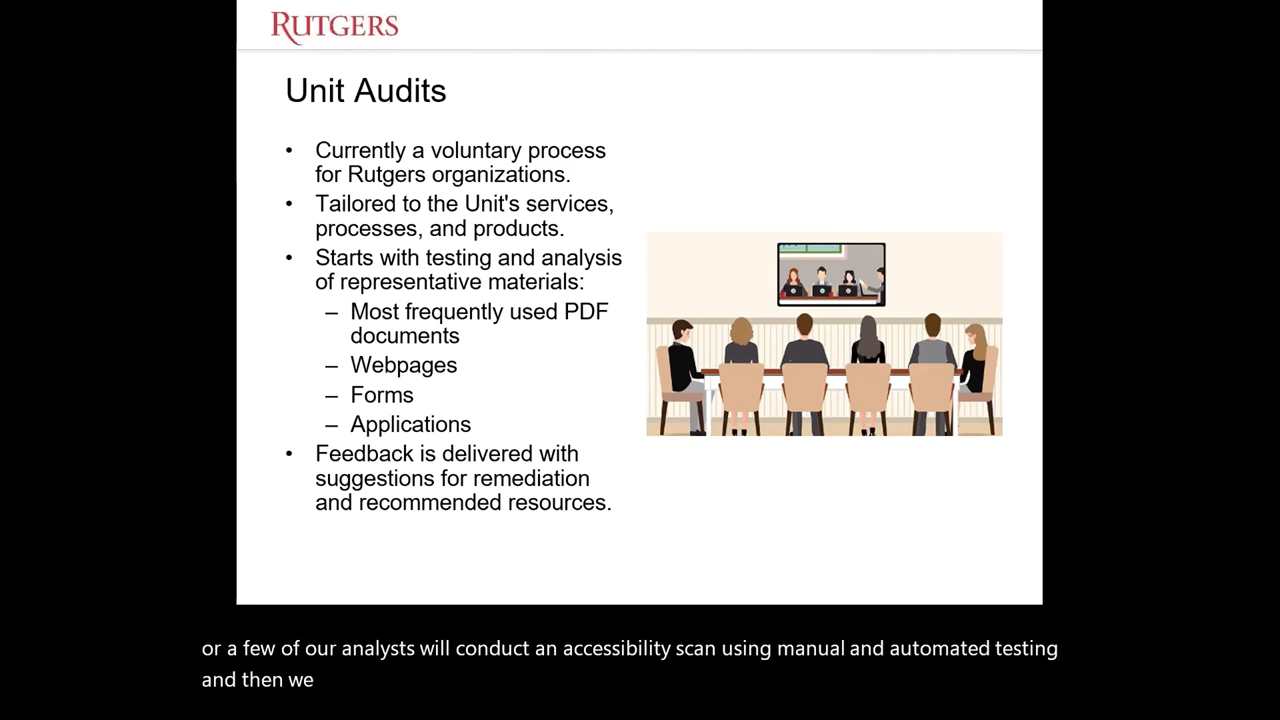 RUTGERS
Unit Audits
• Currently a voluntary process
for Rutgers organizations.
• Tailored to the Unit's services,
processes, and products.
• Starts with testing and analysis
of representative materials:
– Most frequently used PDF
documents
– Webpages
– Forms
– Applications
• Feedback is delivered with
suggestions for remediation
and recommended resources.
or a few of our analysts will conduct an accessibility scan using manual and automated testing
and then we